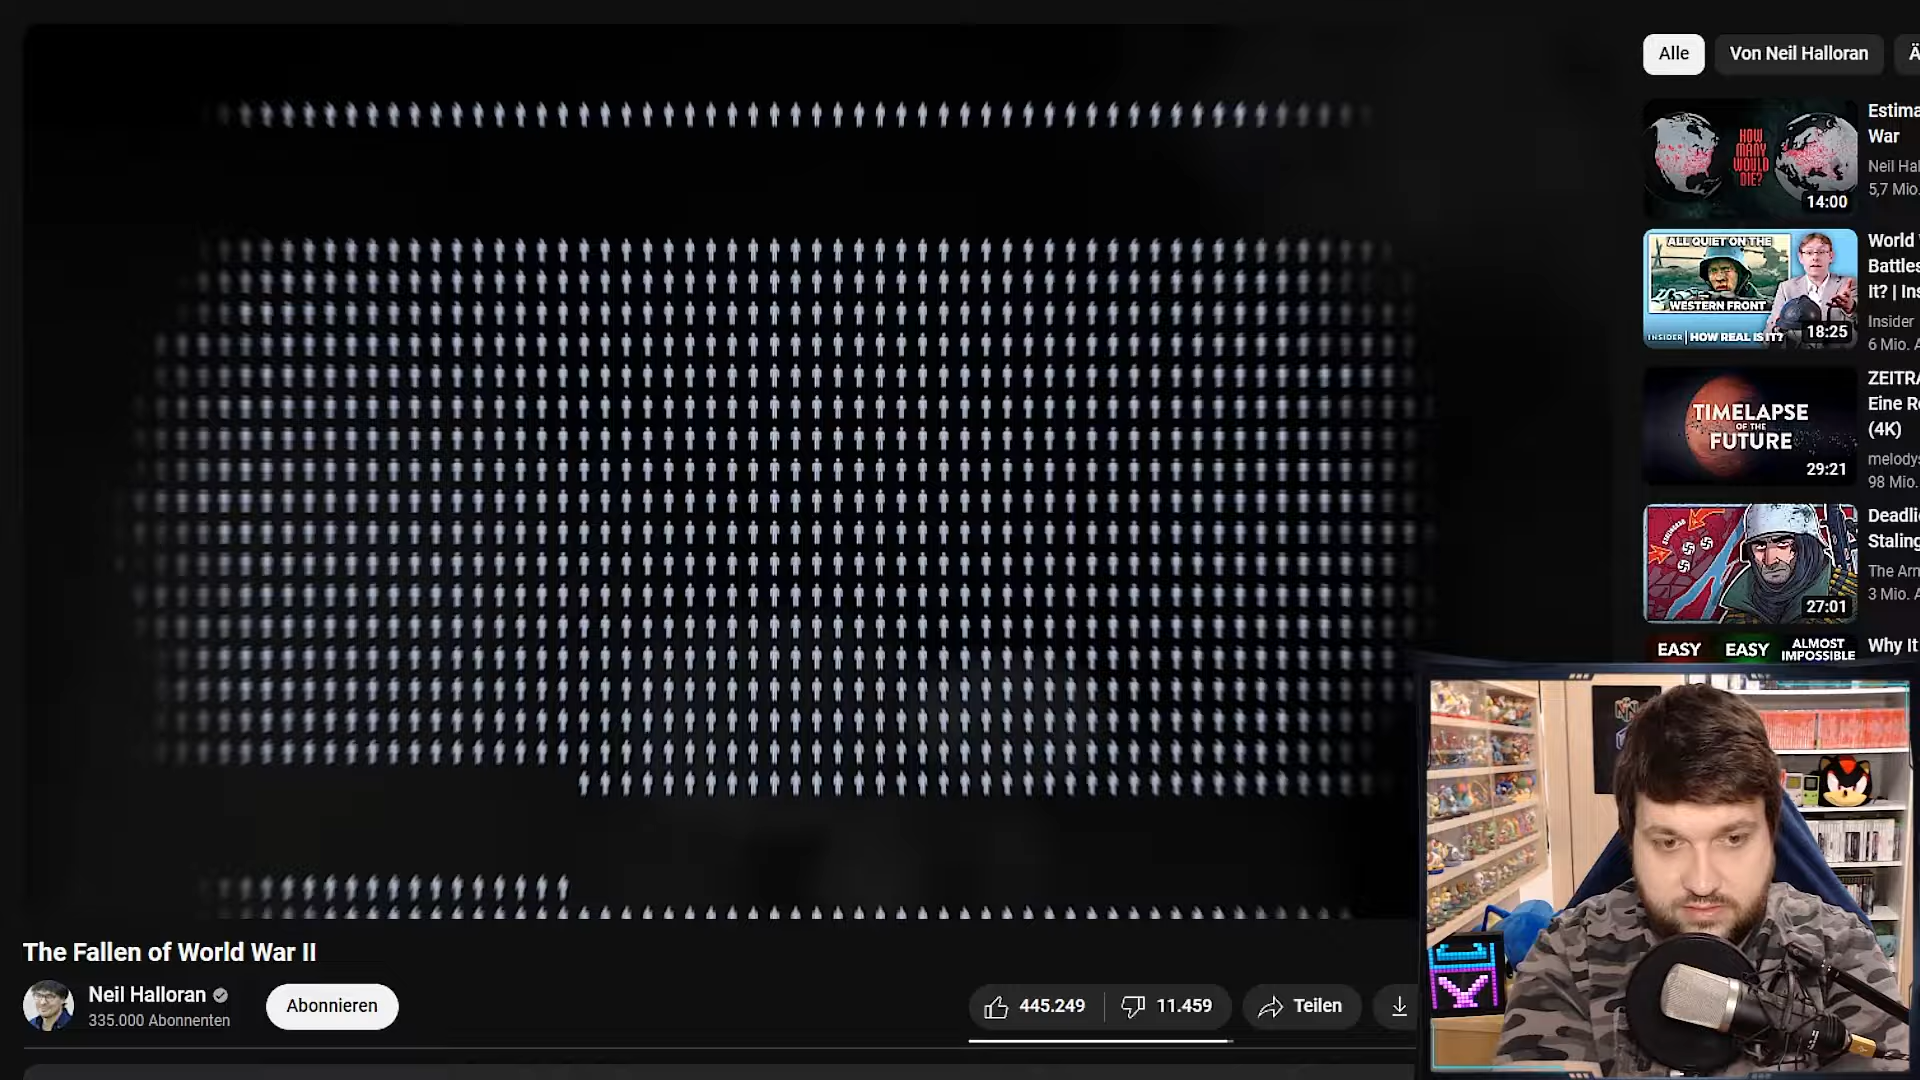 Alle
Von Neil Halloran
HOW
MANY
WOULD
DIE?
14:00
Estima
War
Neil Hal
5,7 Mio.
ALL QUIET ON THE
WESTERN FRONT
INSIDER | HOW REAL IS IT?
18:25
World
Battles
It? | Ins
Insider
6 Mio. A
TIMELAPSE
OF THE
FUTURE
29:21
ZEITRA
Eine Re
(4K)
melodys
98 Mio.
STALINGRAD
27:01
Deadlie
Staling
The Arm
3 Mio. A
EASY
EASY
ALMOST
IMPOSSIBLE
Why It
The Fallen of World War II
Neil Halloran
335.000 Abonnenten
Abonnieren
445.249
11.459
Teilen